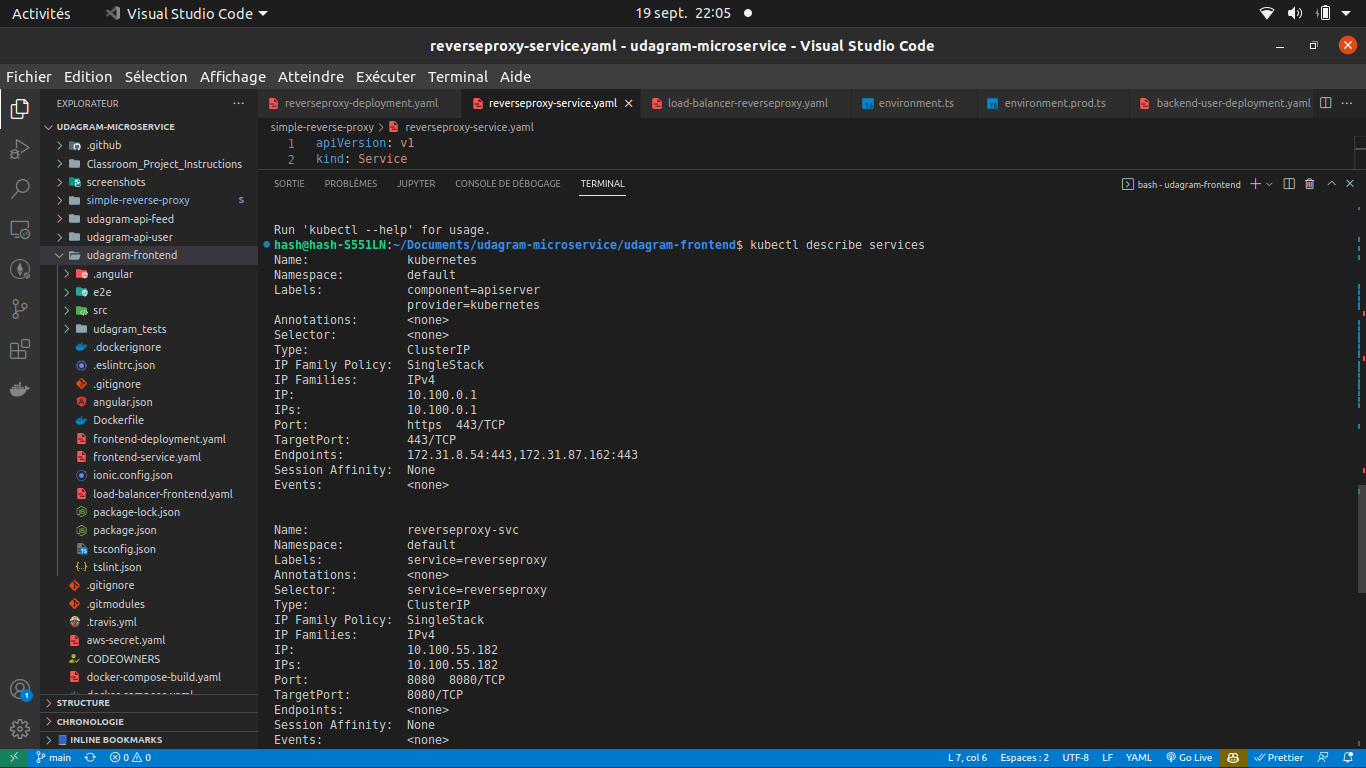 Activités
Visual Studio Code
19 sept. 22:05
reverseproxy-service.yaml - udagram-microservice - Visual Studio Code
Fichier Edition Sélection Affichage Atteindre Exécuter Terminal Aide
EXPLORATEUR
UDAGRAM-MICROSERVICE
.github
Classroom_Project_Instructions
screenshots
simple-reverse-proxy S
udagram-api-feed
udagram-api-user
udagram-frontend
.angular
e2e
src
udagram_tests
.dockerignore
.eslintrc.json
.gitignore
angular.json
Dockerfile
frontend-deployment.yaml
frontend-service.yaml
ionic.config.json
load-balancer-frontend.yaml
package-lock.json
package.json
tsconfig.json
tslint.json
.gitignore
.gitmodules
.travis.yml
aws-secret.yaml
CODEOWNERS
docker-compose-build.yaml
docker-compose.yaml
STRUCTURE
CHRONOLOGIE
INLINE BOOKMARKS
reverseproxy-deployment.yaml
reverseproxy-service.yaml
load-balancer-reverseproxy.yaml
environment.ts
environment.prod.ts
backend-user-deployment.yaml
simple-reverse-proxy > reverseproxy-service.yaml
1 apiVersion: v1
2 kind: Service
SORTIE PROBLÈMES JUPYTER CONSOLE DE DÉBOGAGE TERMINAL
bash - udagram-frontend
Run 'kubectl --help' for usage.
hash@hash-S551LN:~/Documents/udagram-microservice/udagram-frontend$ kubectl describe services
Name: kubernetes
Namespace: default
Labels: component=apiserver
provider=kubernetes
Annotations: <none>
Selector: <none>
Type: ClusterIP
IP Family Policy: SingleStack
IP Families: IPv4
IP: 10.100.0.1
IPs: 10.100.0.1
Port: https 443/TCP
TargetPort: 443/TCP
Endpoints: 172.31.8.54:443,172.31.87.162:443
Session Affinity: None
Events: <none>
Name: reverseproxy-svc
Namespace: default
Labels: service=reverseproxy
Annotations: <none>
Selector: service=reverseproxy
Type: ClusterIP
IP Family Policy: SingleStack
IP Families: IPv4
IP: 10.100.55.182
IPs: 10.100.55.182
Port: 8080 8080/TCP
TargetPort: 8080/TCP
Endpoints: <none>
Session Affinity: None
Events: <none>
1
main
0 0
L 7, col 6
Espaces : 2
UTF-8
LF
YAML
Go Live
Prettier